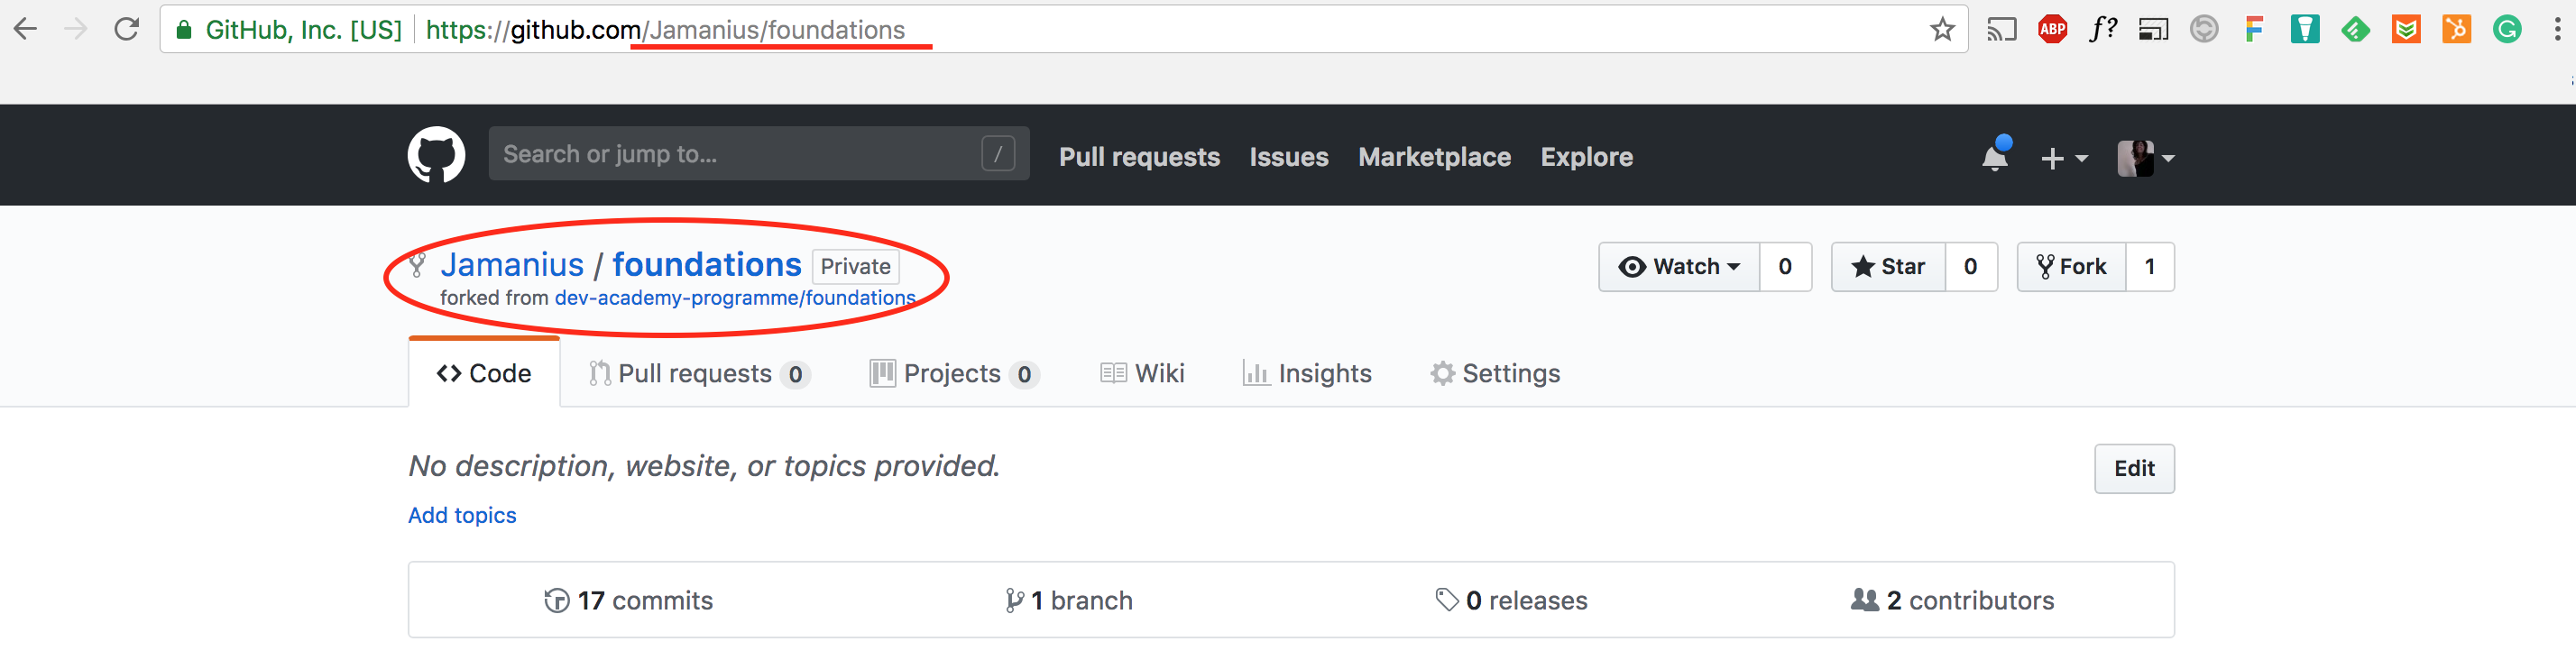 GitHub, Inc. [US] https://github.com/Jamanius/foundations ABP f?
Search or jump to... / Pull requests Issues Marketplace Explore
Jamanius / foundations Private Watch 0 Star 0 Fork 1
forked from dev-academy-programme/foundations
Code Pull requests 0 Projects 0 Wiki Insights Settings
No description, website, or topics provided. Edit
Add topics
17 commits 1 branch 0 releases 2 contributors